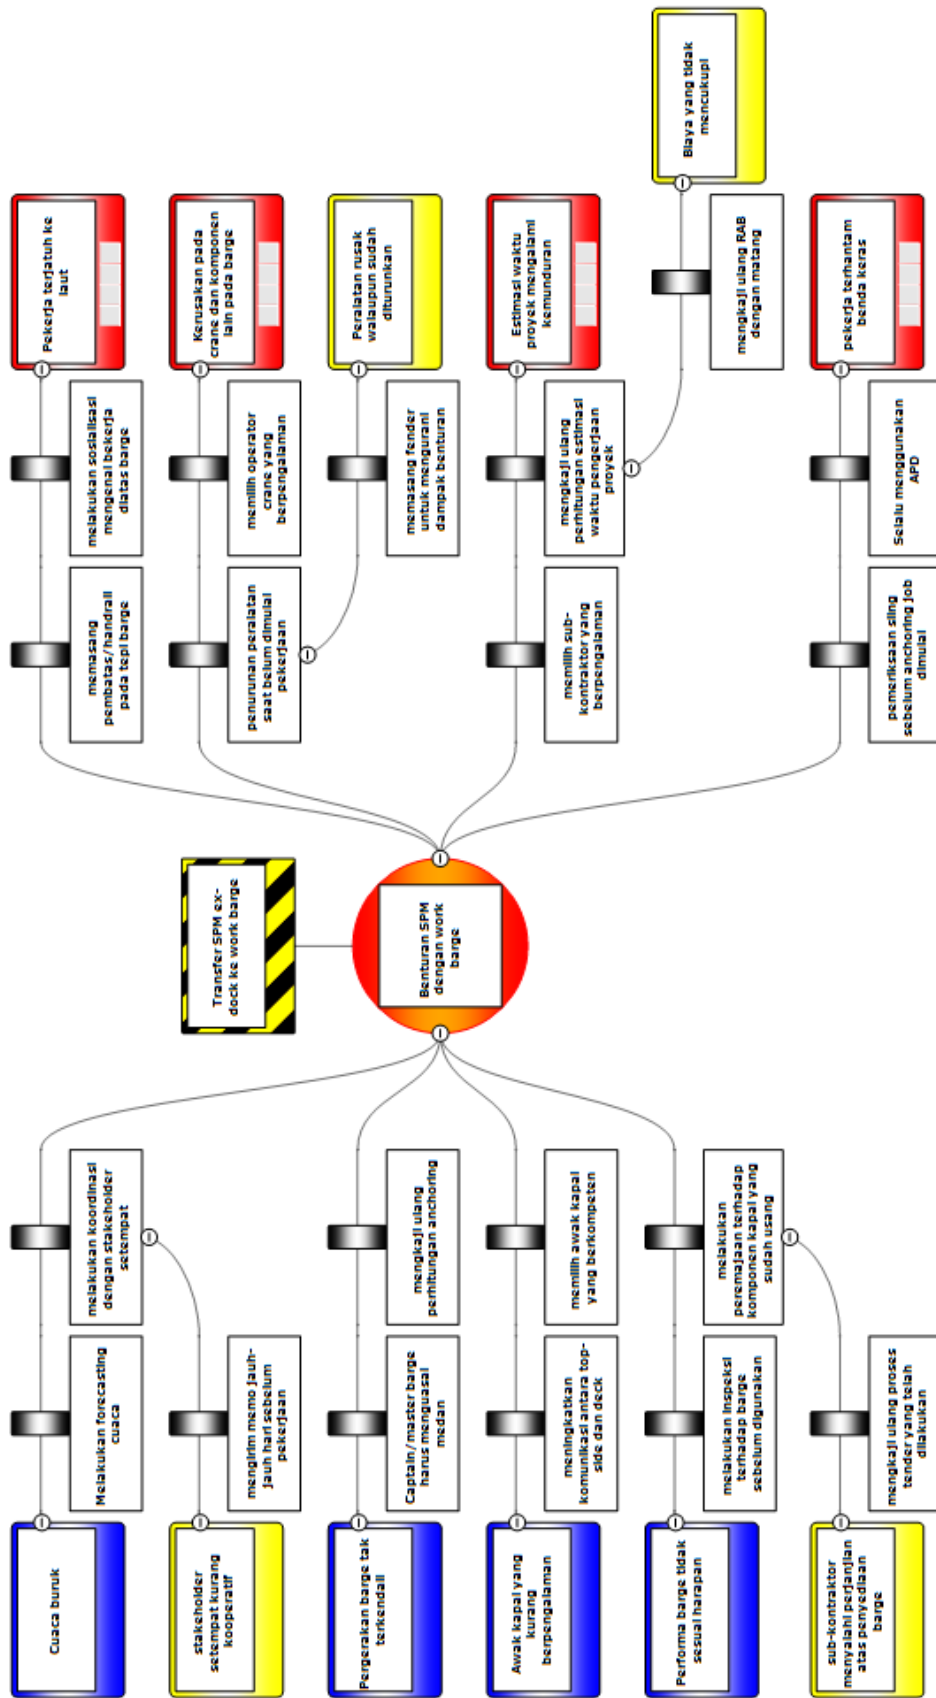 Cuaca buruk
Melakukan forecasting
cuaca
melakukan koordinasi
dengan stakeholder
setempat
stakeholder
setempat kurang
kooperatif
mengirim memo jauh-
jauh hari sebelum
pekerjaan
Pergerakan barge tak
terkendali
Captain/master barge
harus menguasai
medan
mengkaji ulang
perhitungan anchoring
Awak kapal yang
kurang
berpengalaman
meningkatkan
komunikasi antara top-
side dan deck
memilih awak kapal
yang berkompeten
Performa barge tidak
sesuai harapan
melakukan inspeksi
terhadap barge
sebelum digunakan
melakukan
peremajaan terhadap
komponen kapal yang
sudah usang
sub-kontraktor
menyalahi perjanjian
atas penyediaan
barge
mengkaji ulang proses
tender yang telah
dilakukan
Transfer SPM ex-
dock ke work barge
Benturan SPM
dengan work
barge
memasang
pembatas/handrail
pada tepi barge
melakukan sosialisasi
mengenai bekerja
diatas barge
Pekerja terjatuh ke
laut
penurunan peralatan
saat belum dimulai
pekerjaan
memilih operator
crane yang
berpengalaman
Kerusakan pada
crane dan komponen
lain pada barge
memasang fender
untuk mengurani
dampak benturan
Peralatan rusak
walaupun sudah
diturunkan
memilih sub-
kontraktor yang
berpengalaman
mengkaji ulang
perhitungan estimasi
waktu pengerjaan
proyek
Estimasi waktu
proyek mengalami
kemunduran
mengkaji ulang RAB
dengan matang
Biaya yang tidak
mencukupi
pemeriksaan sling
sebelum anchoring job
dimulai
Selalu menggunakan
APD
pekerja terhantam
benda keras